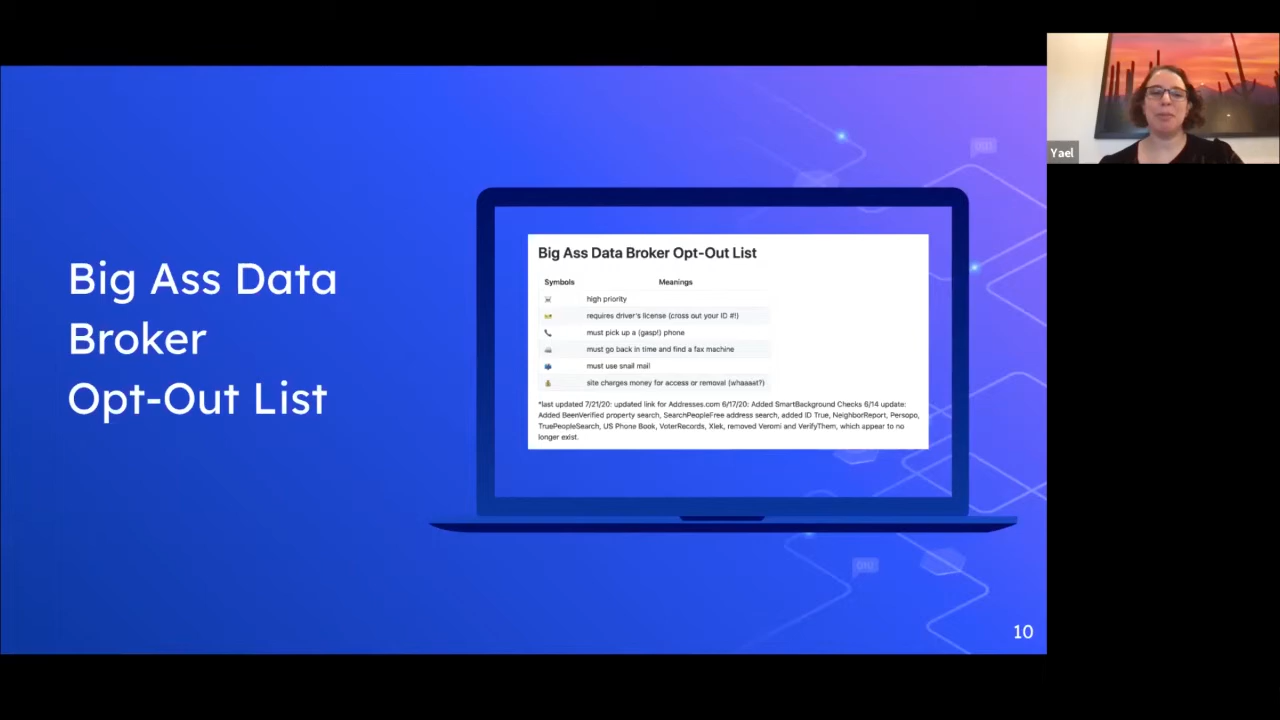 Big Ass Data
Broker
Opt-Out List
Big Ass Data Broker Opt-Out List
Symbols Meanings
high priority
requires driver's license (cross out your ID #!)
must pick up a (gasp!) phone
must go back in time and find a fax machine
must use snail mail
site charges money for access or removal (whaaat?)
*last updated 7/21/20: updated link for Addresses.com 6/17/20: Added SmartBackground Checks 6/14 update:
Added BeenVerified property search, SearchPeopleFree address search, added ID True, NeighborReport, Persopo,
TruePeopleSearch, US Phone Book, VoterRecords, Xlek, removed Veromi and VerifyThem, which appear to no
longer exist.
10
Yael